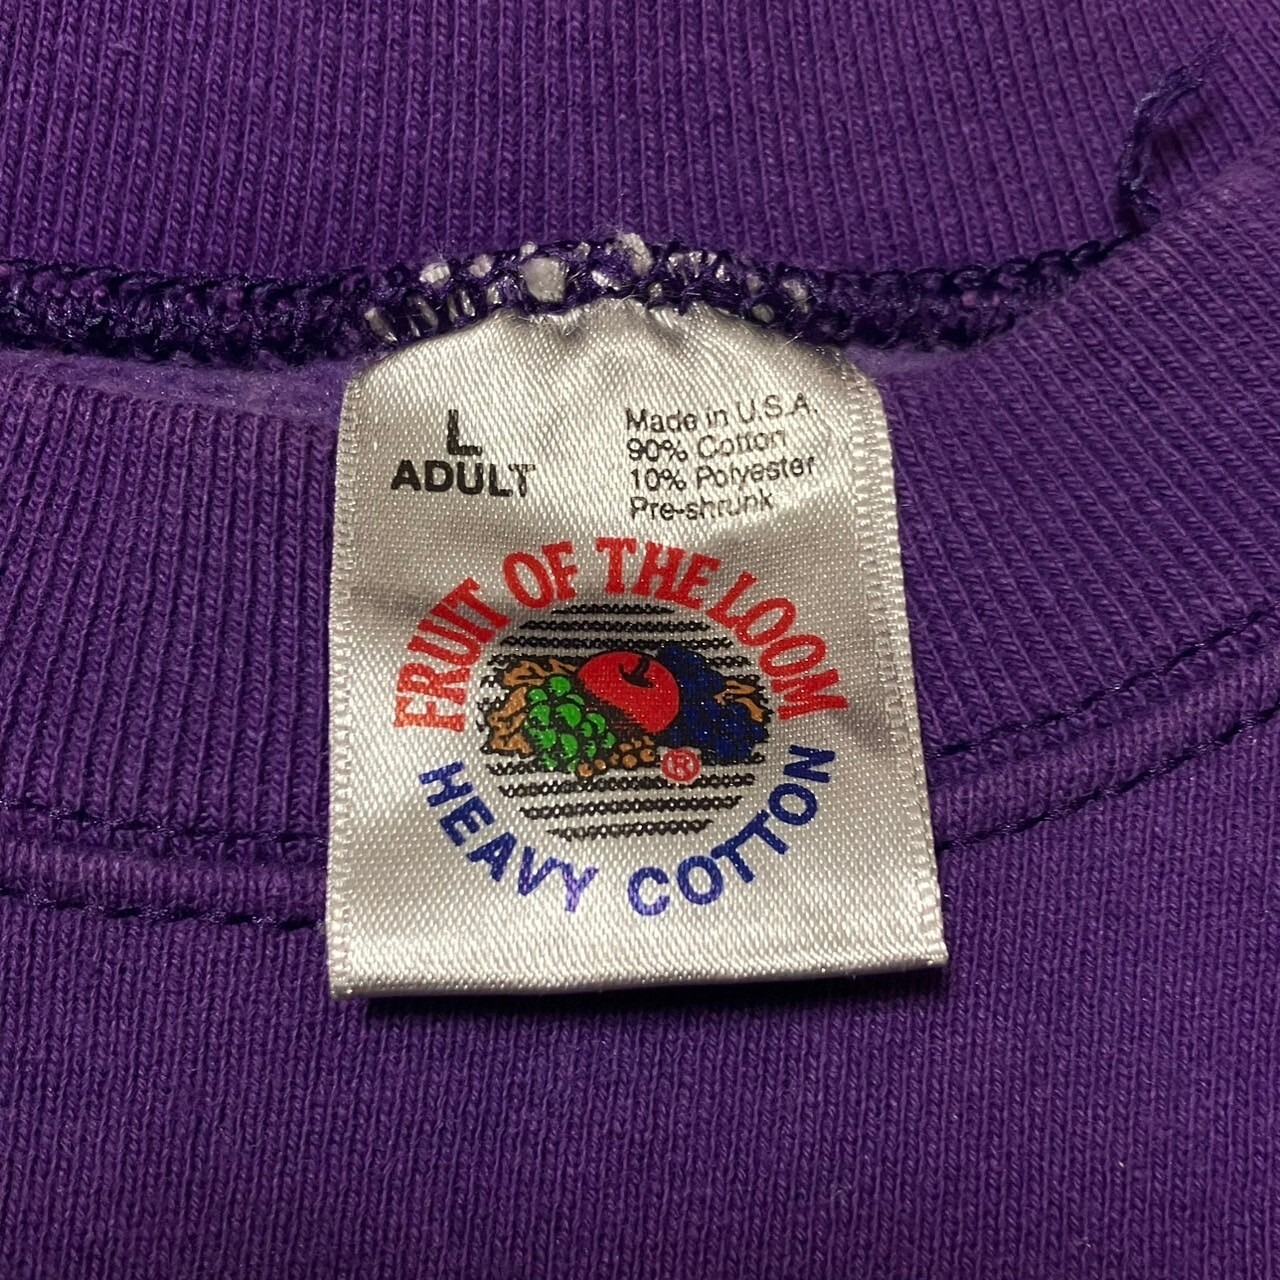 L
ADULT
Made in U.S.A.
90% Cotton
10% Polyester
Pre-shrunk
FRUIT OF THE LOOM
®
HEAVY COTTON